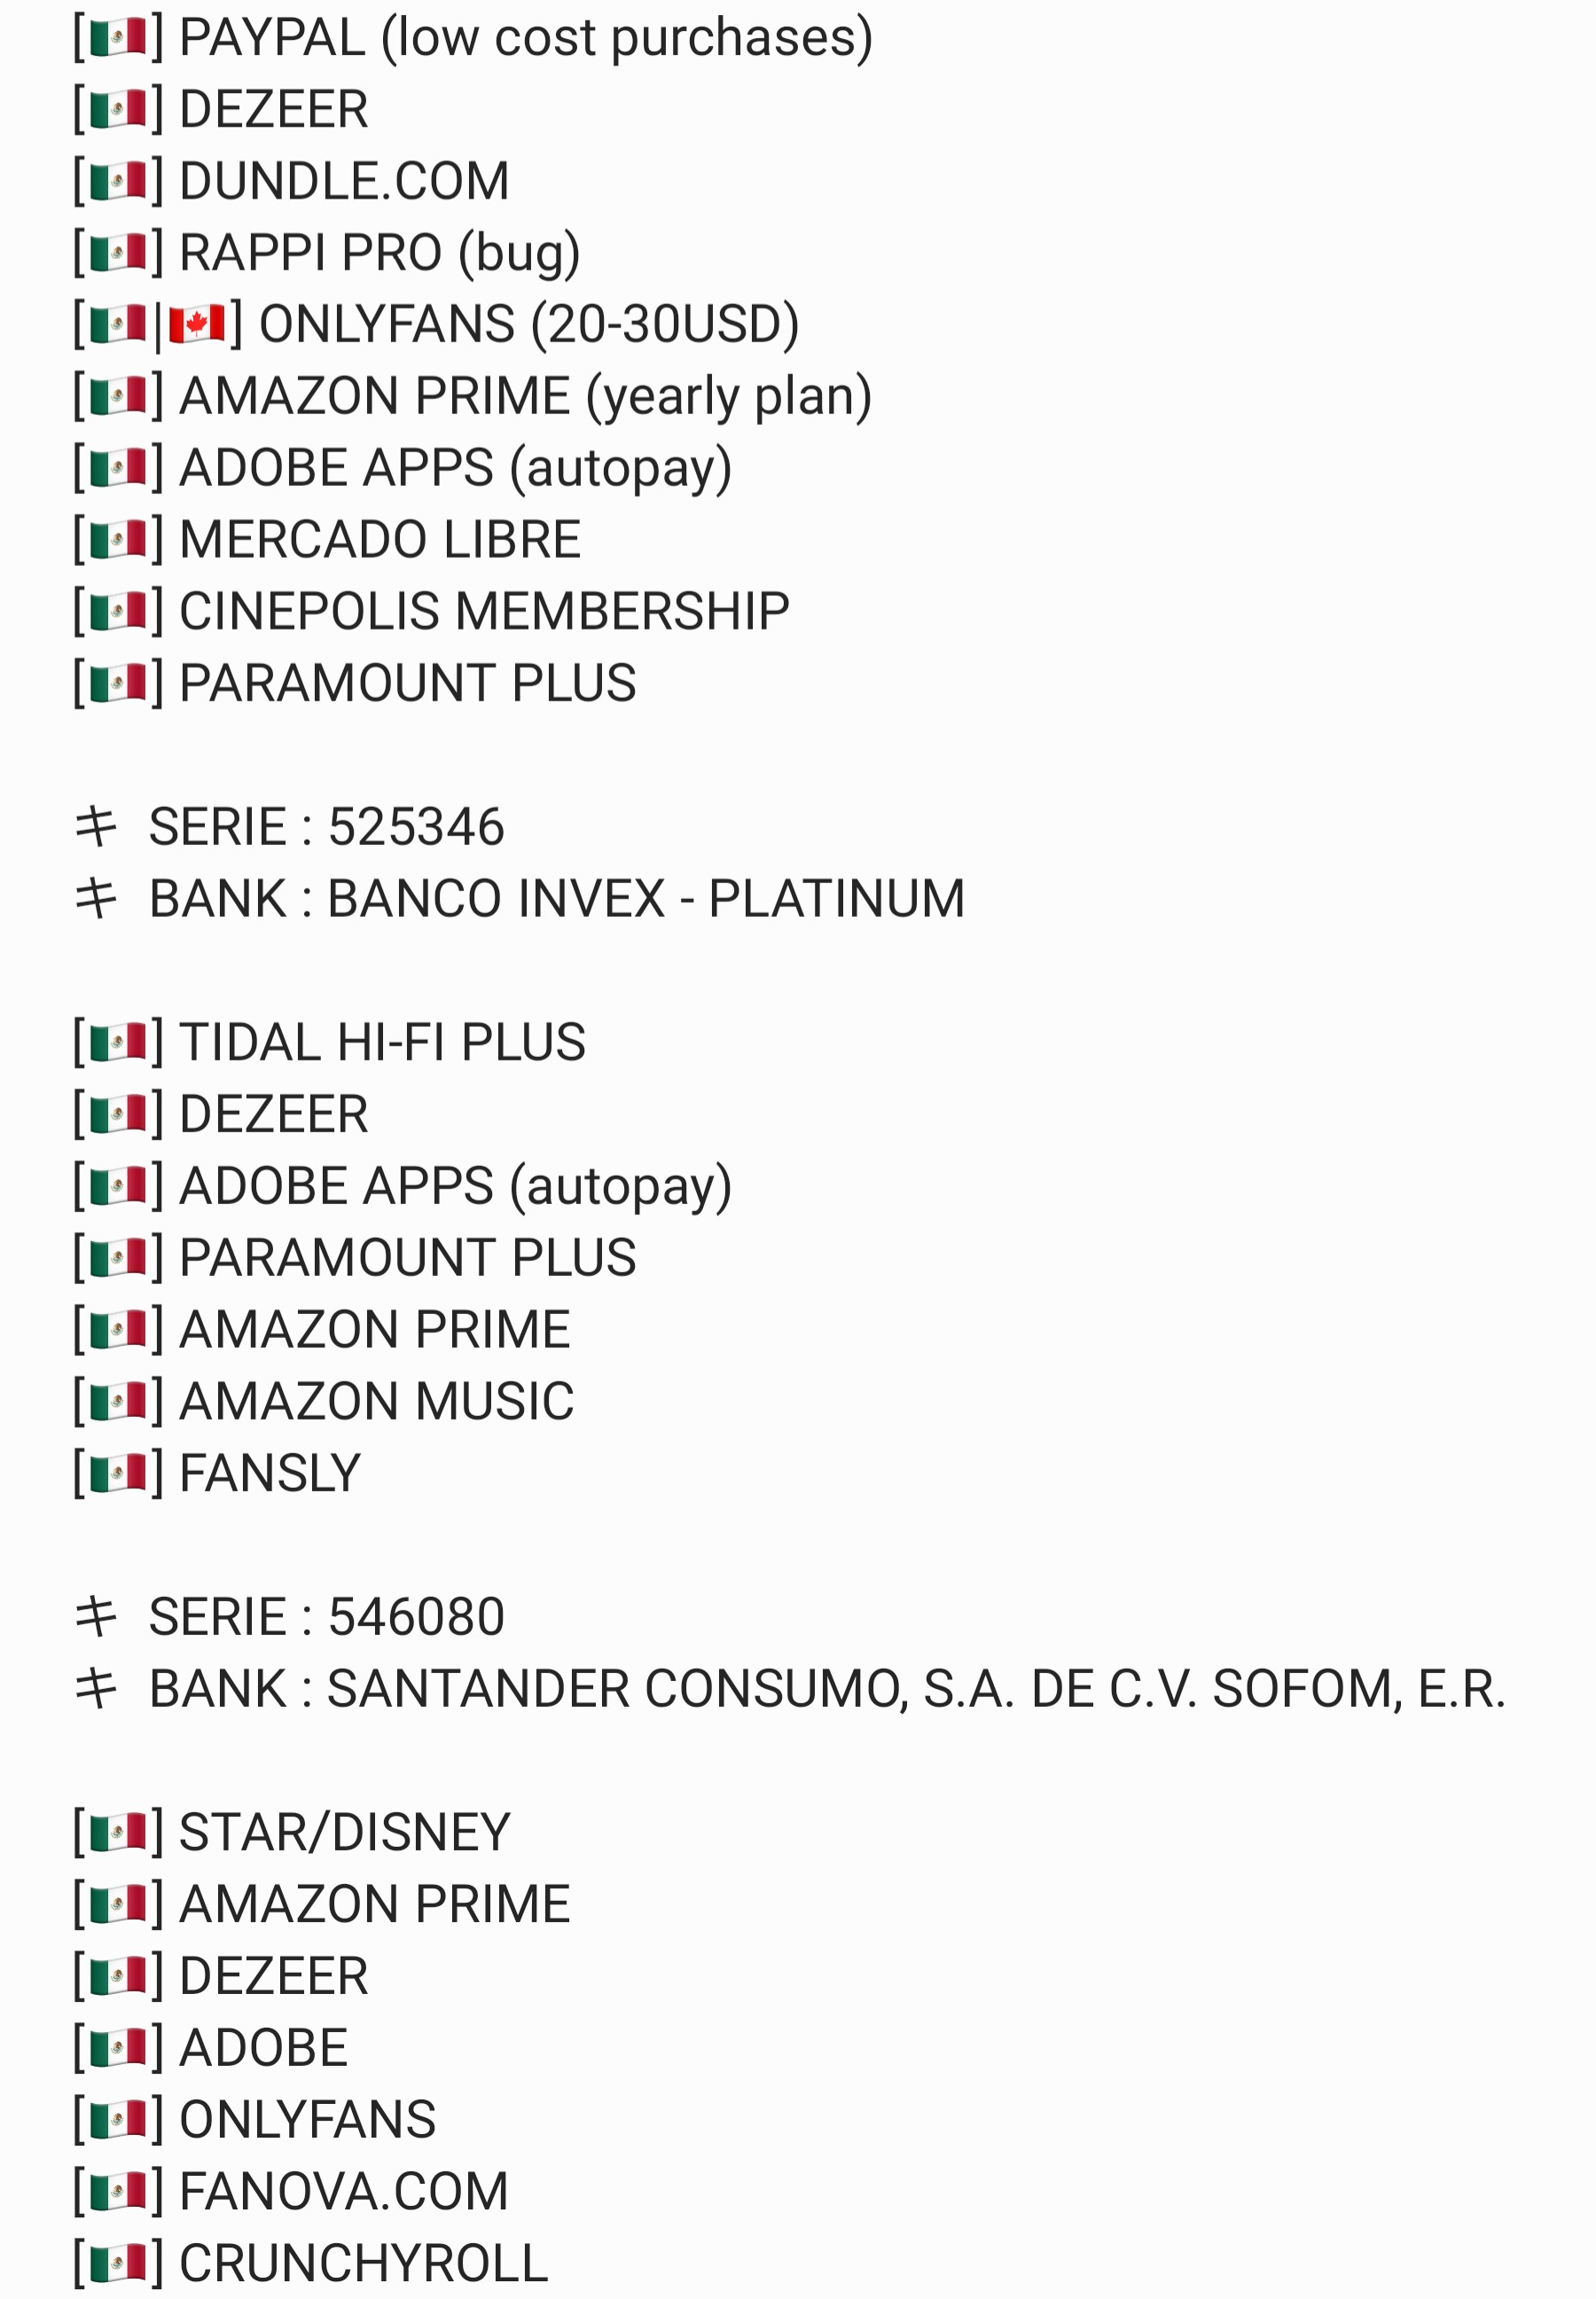 [🇲🇽] PAYPAL (low cost purchases)
[🇲🇽] DEZEER
[🇲🇽] DUNDLE.COM
[🇲🇽] RAPPI PRO (bug)
[🇲🇽|🇨🇦] ONLYFANS (20-30USD)
[🇲🇽] AMAZON PRIME (yearly plan)
[🇲🇽] ADOBE APPS (autopay)
[🇲🇽] MERCADO LIBRE
[🇲🇽] CINEPOLIS MEMBERSHIP
[🇲🇽] PARAMOUNT PLUS
キ SERIE : 525346
キ BANK : BANCO INVEX - PLATINUM
[🇲🇽] TIDAL HI-FI PLUS
[🇲🇽] DEZEER
[🇲🇽] ADOBE APPS (autopay)
[🇲🇽] PARAMOUNT PLUS
[🇲🇽] AMAZON PRIME
[🇲🇽] AMAZON MUSIC
[🇲🇽] FANSLY
キ SERIE : 546080
キ BANK : SANTANDER CONSUMO, S.A. DE C.V. SOFOM, E.R.
[🇲🇽] STAR/DISNEY
[🇲🇽] AMAZON PRIME
[🇲🇽] DEZEER
[🇲🇽] ADOBE
[🇲🇽] ONLYFANS
[🇲🇽] FANOVA.COM
[🇲🇽] CRUNCHYROLL